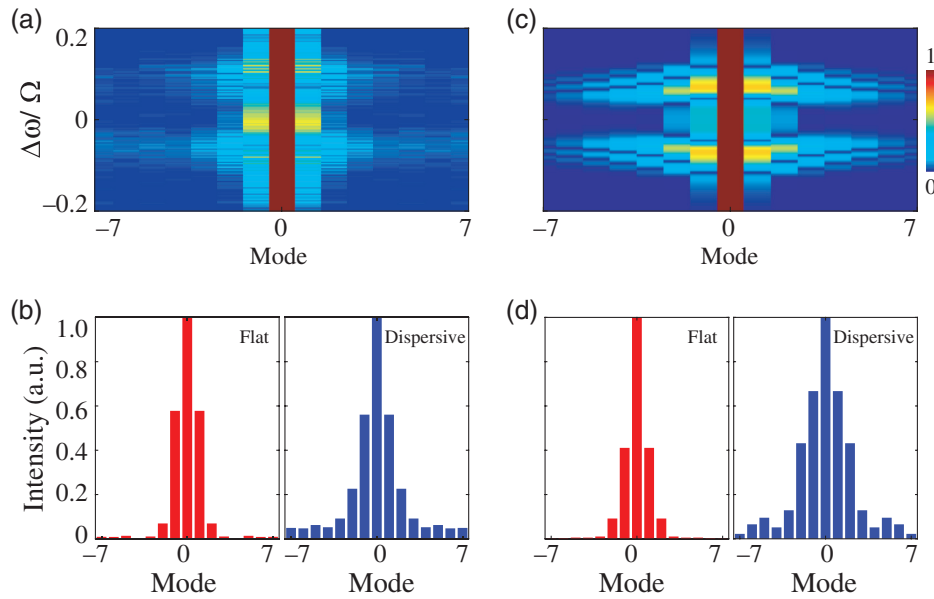 (a)
0.2
0
−0.2
Δω/ Ω
−7
0
7
Mode
(c)
−7
0
7
Mode
1
0
(b)
1.0
0.8
0.6
0.4
0.2
0
Intensity (a.u.)
Flat
−7
0
7
Mode
Dispersive
−7
0
7
Mode
(d)
Flat
−7
0
7
Mode
Dispersive
−7
0
7
Mode